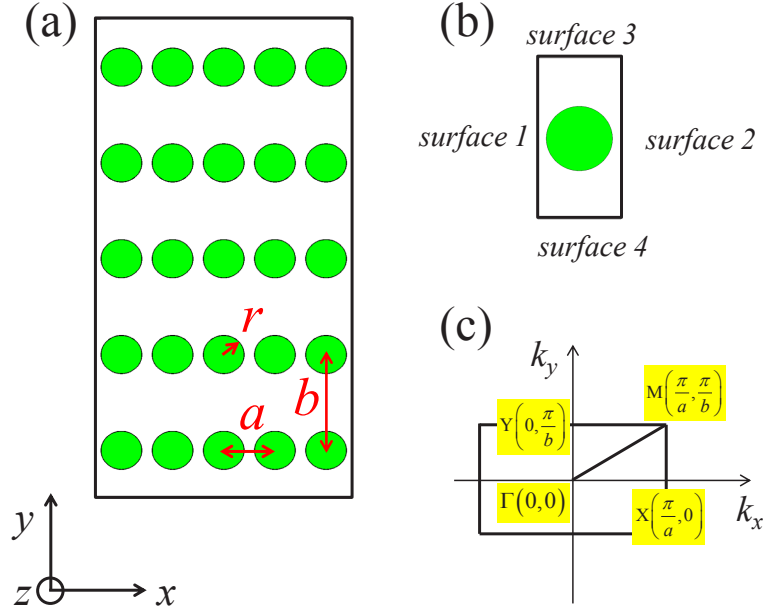 (a)
r
a
b
y
z
x
(b)
surface 3
surface 1
surface 2
surface 4
(c)
k_y
M(π/a, π/b)
Y(0, π/b)
Γ(0,0)
X(π/a, 0)
k_x